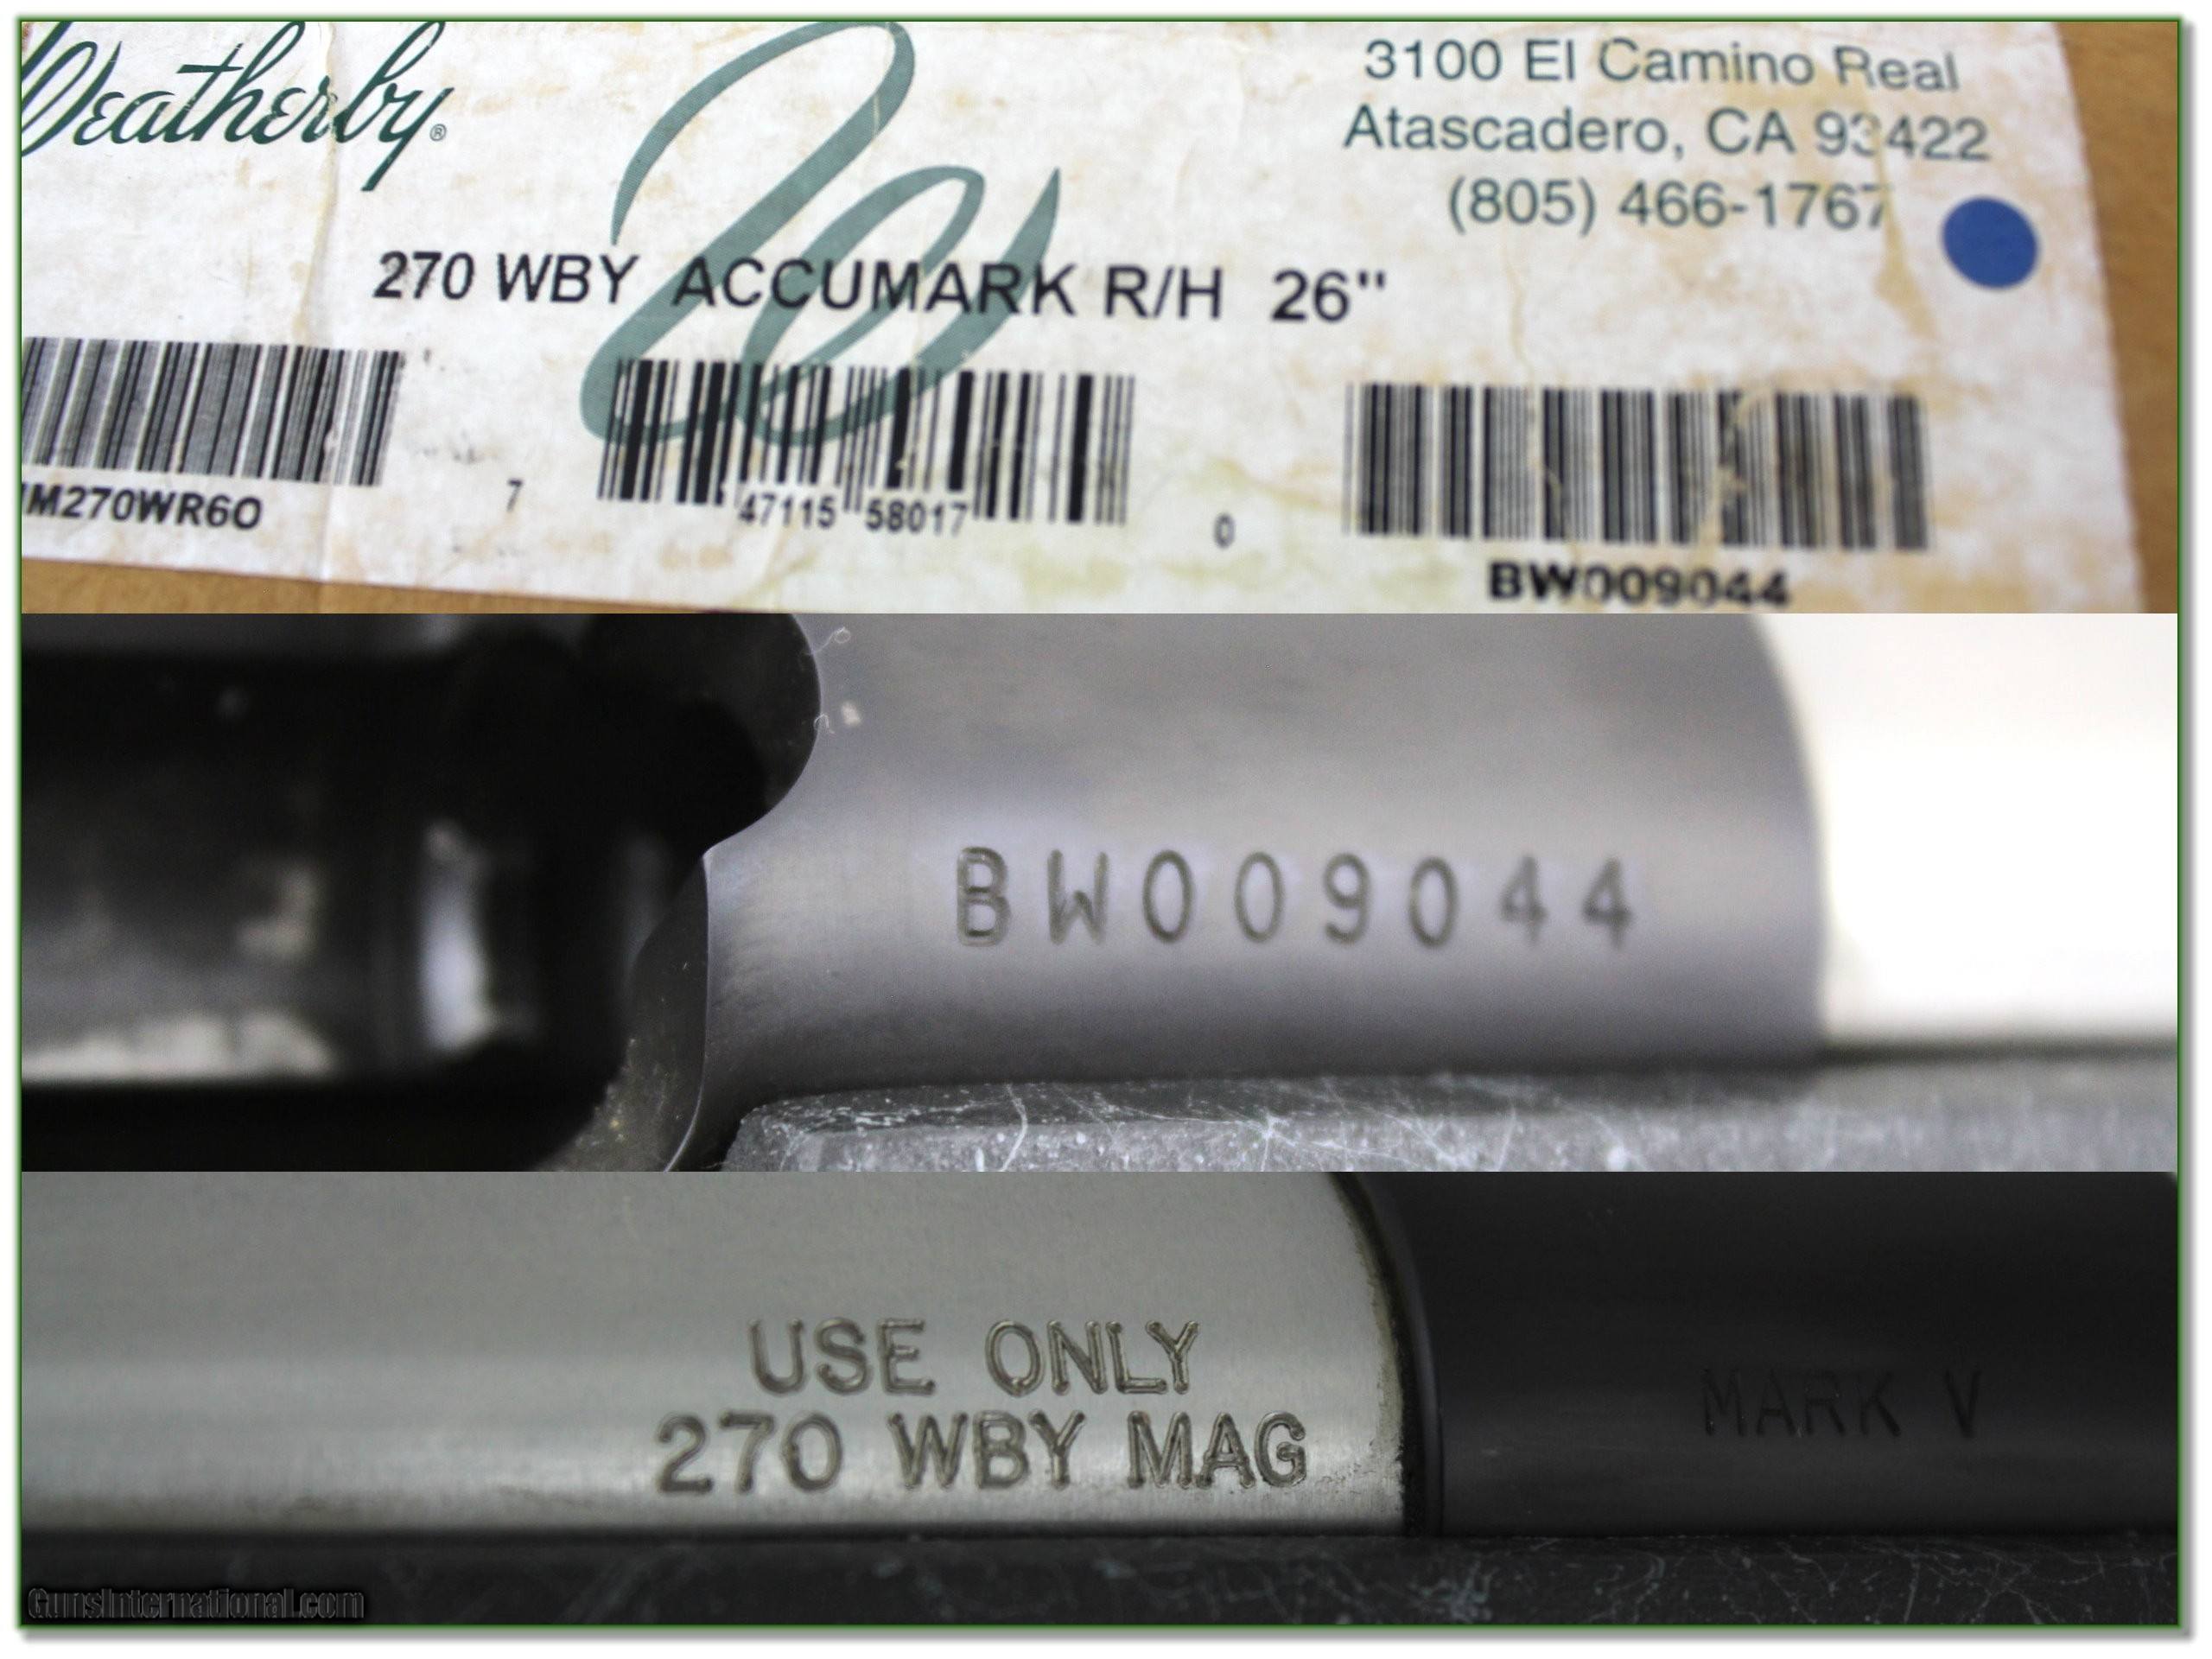 Weatherby®
3100 El Camino Real
Atascadero, CA 93422
(805) 466-1767
270 WBY ACCUMARK R/H 26"
M270WR6O
7 47115 58017 0
BW009044
BW009044
USE ONLY
270 WBY MAG
MARK V
GunsInternational.com